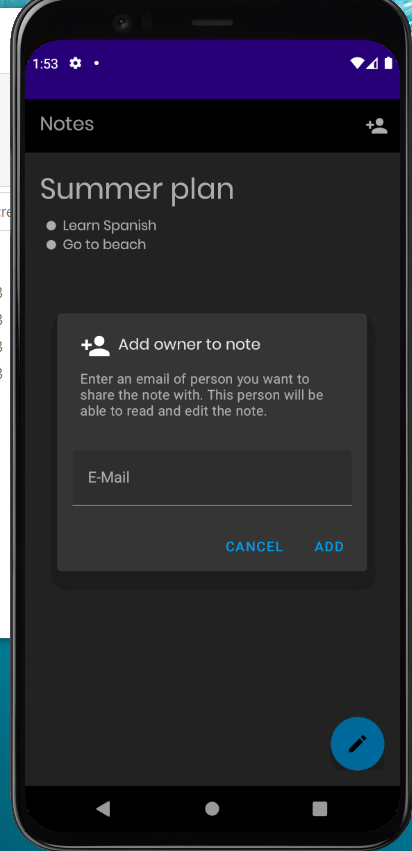 1:53
Notes
Summer plan
Learn Spanish
Go to beach
Add owner to note
Enter an email of person you want to
share the note with. This person will be
able to read and edit the note.
E-Mail
CANCEL ADD